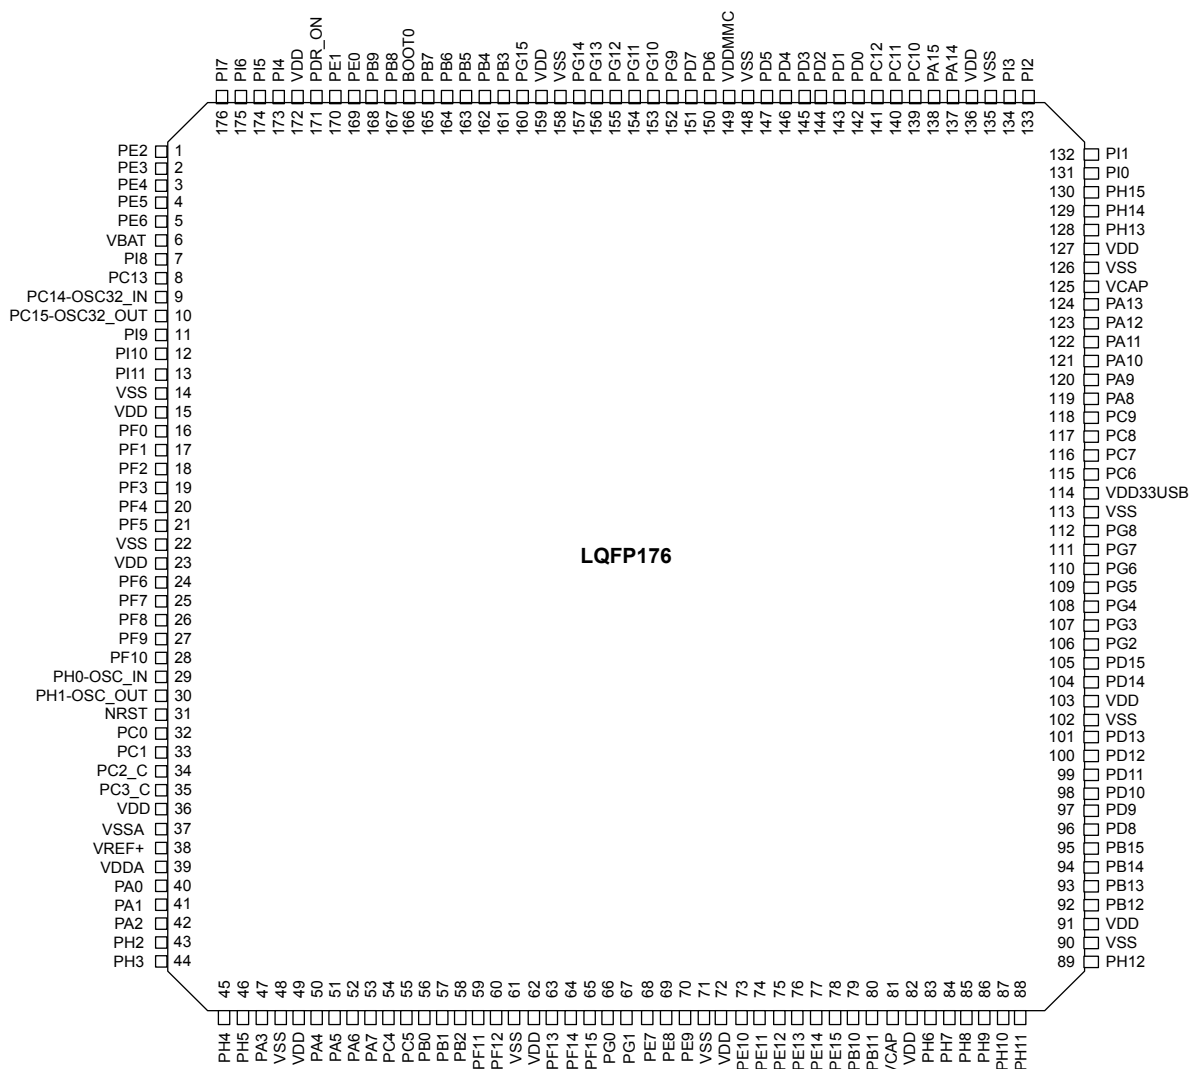 PI7 PI6 PI5 PI4 VDD PDR_ON PE1 PE0 PB9 PB8 BOOT0 PB7 PB6 PB5 PB4 PB3 PG15 VDD VSS PG14 PG13 PG12 PG11 PG10 PG9 PD7 PD6 VDDMMC VSS PD5 PD4 PD3 PD2 PD1 PD0 PC12 PC11 PC10 PA15 PA14 VDD VSS PI3 PI2
176 175 174 173 172 171 170 169 168 167 166 165 164 163 162 161 160 159 158 157 156 155 154 153 152 151 150 149 148 147 146 145 144 143 142 141 140 139 138 137 136 135 134 133
PE2 1
PE3 2
PE4 3
PE5 4
PE6 5
VBAT 6
PI8 7
PC13 8
PC14-OSC32_IN 9
PC15-OSC32_OUT 10
PI9 11
PI10 12
PI11 13
VSS 14
VDD 15
PF0 16
PF1 17
PF2 18
PF3 19
PF4 20
PF5 21
VSS 22
VDD 23
PF6 24
PF7 25
PF8 26
PF9 27
PF10 28
PH0-OSC_IN 29
PH1-OSC_OUT 30
NRST 31
PC0 32
PC1 33
PC2_C 34
PC3_C 35
VDD 36
VSSA 37
VREF+ 38
VDDA 39
PA0 40
PA1 41
PA2 42
PH2 43
PH3 44
LQFP176
132 PI1
131 PI0
130 PH15
129 PH14
128 PH13
127 VDD
126 VSS
125 VCAP
124 PA13
123 PA12
122 PA11
121 PA10
120 PA9
119 PA8
118 PC9
117 PC8
116 PC7
115 PC6
114 VDD33USB
113 VSS
112 PG8
111 PG7
110 PG6
109 PG5
108 PG4
107 PG3
106 PG2
105 PD15
104 PD14
103 VDD
102 VSS
101 PD13
100 PD12
99 PD11
98 PD10
97 PD9
96 PD8
95 PB15
94 PB14
93 PB13
92 PB12
91 VDD
90 VSS
89 PH12
45 46 47 48 49 50 51 52 53 54 55 56 57 58 59 60 61 62 63 64 65 66 67 68 69 70 71 72 73 74 75 76 77 78 79 80 81 82 83 84 85 86 87 88
PH4 PH5 PA3 VSS VDD PA4 PA5 PA6 PA7 PC4 PC5 PB0 PB1 PB2 PF11 PF12 VSS VDD PF13 PF14 PF15 PG0 PG1 PE7 PE8 PE9 VSS VDD PE10 PE11 PE12 PE13 PE14 PE15 PB10 PB11 VCAP VDD PH6 PH7 PH8 PH9 PH10 PH11